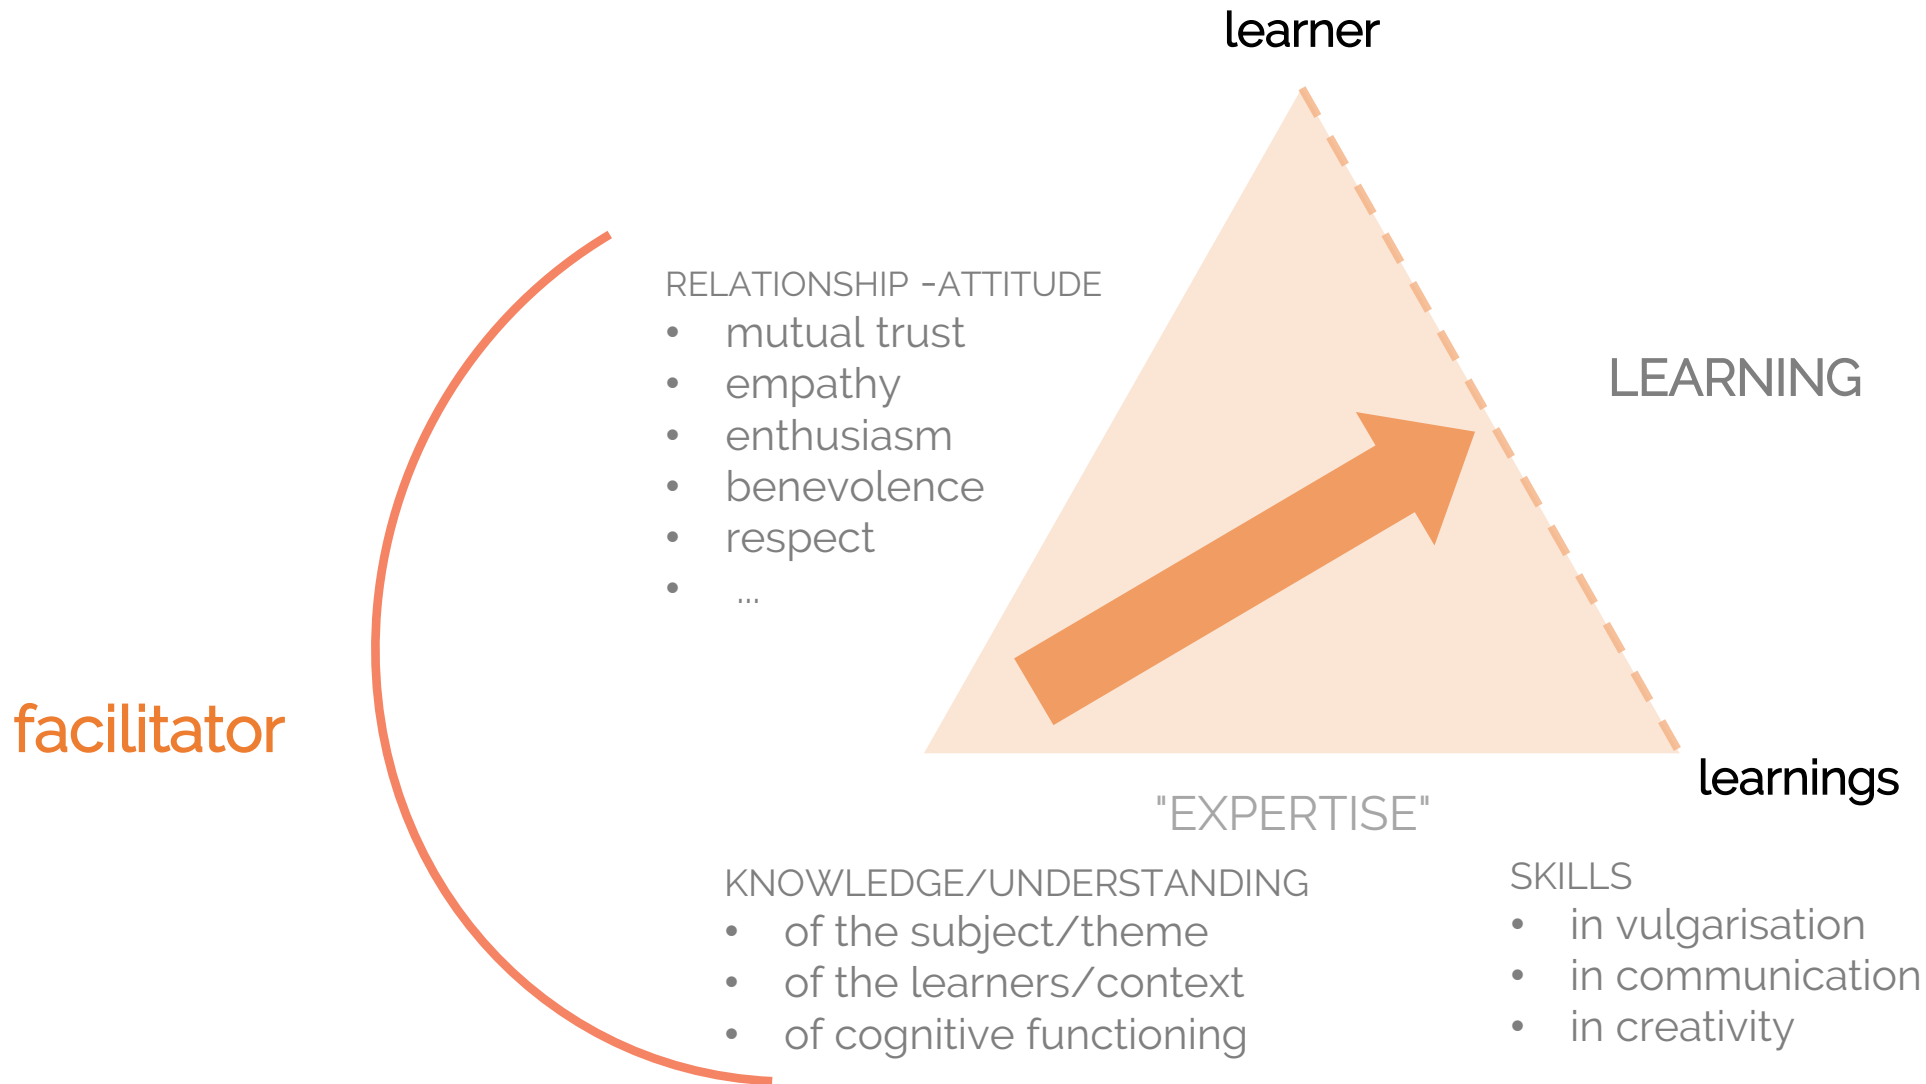 learner
RELATIONSHIP -ATTITUDE
• mutual trust
• empathy
• enthusiasm
• benevolence
• respect
• ...
LEARNING
facilitator
learnings
"EXPERTISE"
KNOWLEDGE/UNDERSTANDING
• of the subject/theme
• of the learners/context
• of cognitive functioning
SKILLS
• in vulgarisation
• in communication
• in creativity